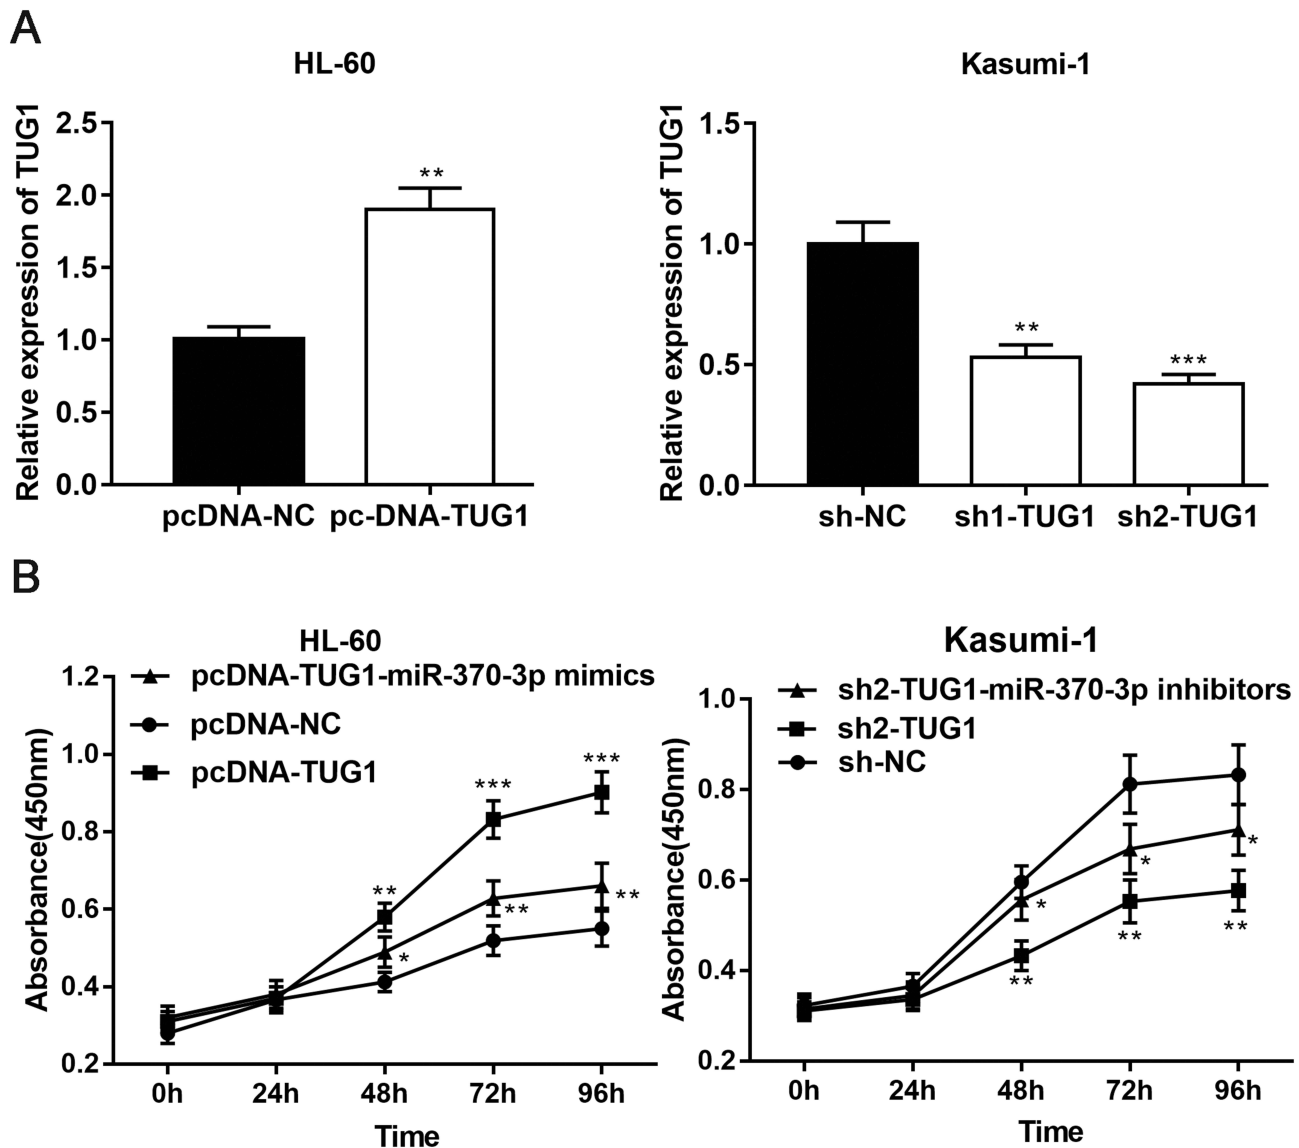 A
HL-60
Relative expression of TUG1
2.5
2.0
1.5
1.0
0.5
0.0
**
pcDNA-NC
pc-DNA-TUG1
Kasumi-1
Relative expression of TUG1
1.5
1.0
0.5
0.0
**
***
sh-NC
sh1-TUG1
sh2-TUG1
B
HL-60
pcDNA-TUG1-miR-370-3p mimics
pcDNA-NC
pcDNA-TUG1
Absorbance(450nm)
1.2
1.0
0.8
0.6
0.4
0.2
**
*
***
**
***
**
0h
24h
48h
72h
96h
Time
Kasumi-1
sh2-TUG1-miR-370-3p inhibitors
sh2-TUG1
sh-NC
Absorbance(450nm)
1.0
0.8
0.6
0.4
0.2
*
**
*
**
*
**
0h
24h
48h
72h
96h
Time